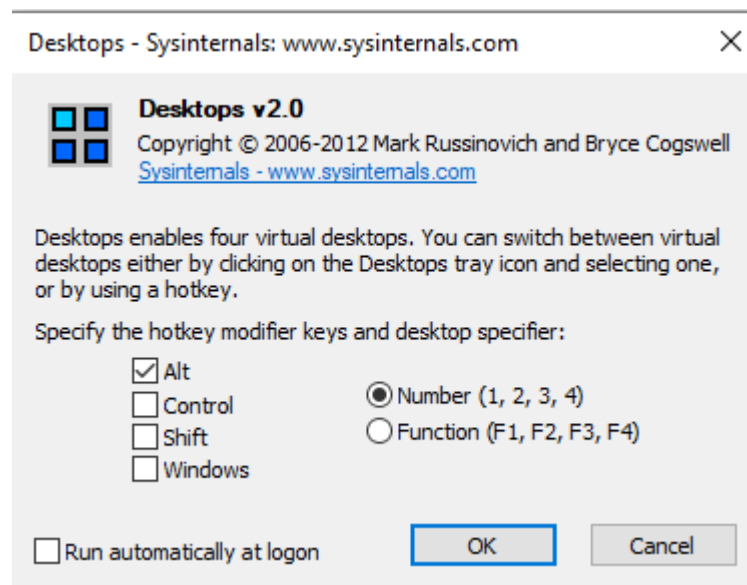 Desktops - Sysinternals: www.sysinternals.com
Desktops v2.0
Copyright © 2006-2012 Mark Russinovich and Bryce Cogswell
Sysinternals - www.sysinternals.com
Desktops enables four virtual desktops. You can switch between virtual
desktops either by clicking on the Desktops tray icon and selecting one,
or by using a hotkey.
Specify the hotkey modifier keys and desktop specifier:
Alt
Control
Shift
Windows
Number (1, 2, 3, 4)
Function (F1, F2, F3, F4)
Run automatically at logon
OK
Cancel